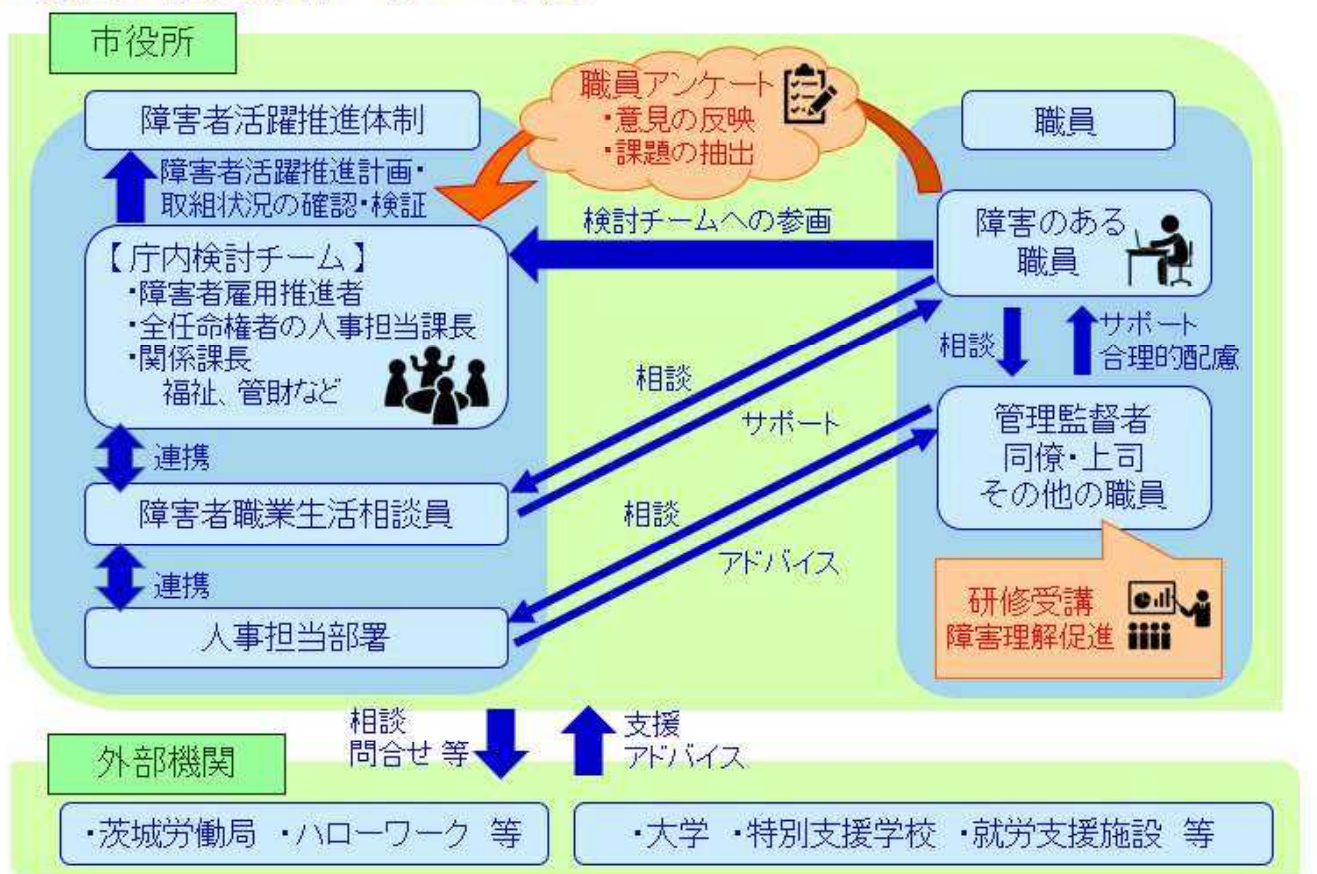 市役所
障害者活躍推進体制
障害者活躍推進計画・
取組状況の確認・検証
【庁内検討チーム】
・障害者雇用推進者
・全任命権者の人事担当課長
・関係課長
福祉、管財など
連携
障害者職業生活相談員
連携
人事担当部署
職員アンケート
・意見の反映
・課題の抽出
検討チームへの参画
相談
サポート
相談
アドバイス
職員
障害のある
職員
相談
サポート
合理的配慮
管理監督者
同僚・上司
その他の職員
研修受講
障害理解促進
相談
問合せ 等
支援
アドバイス
外部機関
・茨城労働局 ・ハローワーク 等
・大学 ・特別支援学校 ・就労支援施設 等